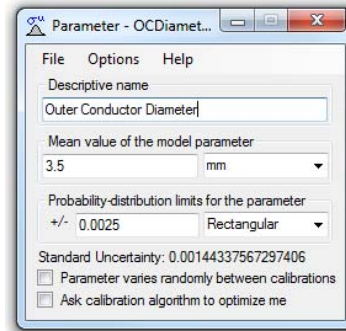 σᵘ Parameter - OCDiamet...
File Options Help
Descriptive name
Outer Conductor Diameter
Mean value of the model parameter
3.5 mm
Probability-distribution limits for the parameter
+/- 0.0025 Rectangular
Standard Uncertainty: 0.00144337567297406
Parameter varies randomly between calibrations
Ask calibration algorithm to optimize me